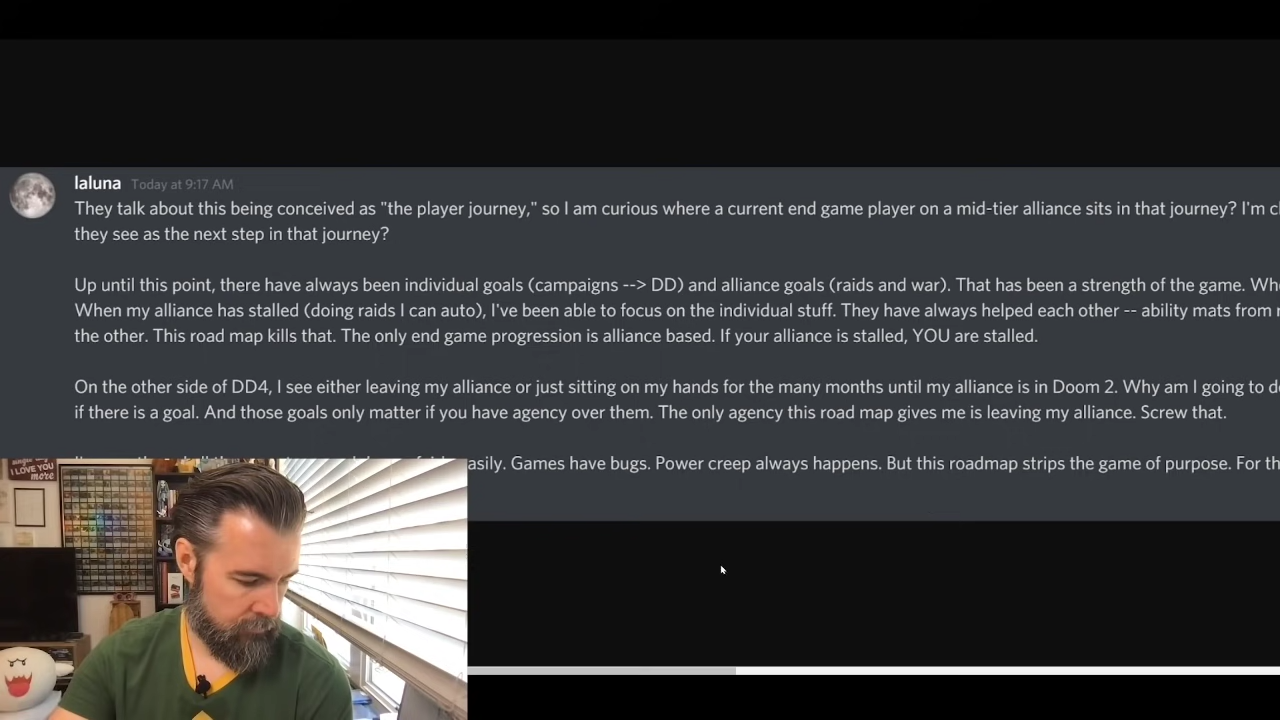 laluna Today at 9:17 AM
They talk about this being conceived as "the player journey," so I am curious where a current end game player on a mid-tier alliance sits in that journey? I'm
they see as the next step in that journey?
Up until this point, there have always been individual goals (campaigns --> DD) and alliance goals (raids and war). That has been a strength of the game.
When my alliance has stalled (doing raids I can auto), I've been able to focus on the individual stuff. They have always helped each other -- ability mats from
the other. This road map kills that. The only end game progression is alliance based. If your alliance is stalled, YOU are stalled.
On the other side of DD4, I see either leaving my alliance or just sitting on my hands for the many months until my alliance is in Doom 2. Why am I going to
if there is a goal. And those goals only matter if you have agency over them. The only agency this road map gives me is leaving my alliance. Screw that.
easily. Games have bugs. Power creep always happens. But this roadmap strips the game of purpose. For
I LOVE YOU
more